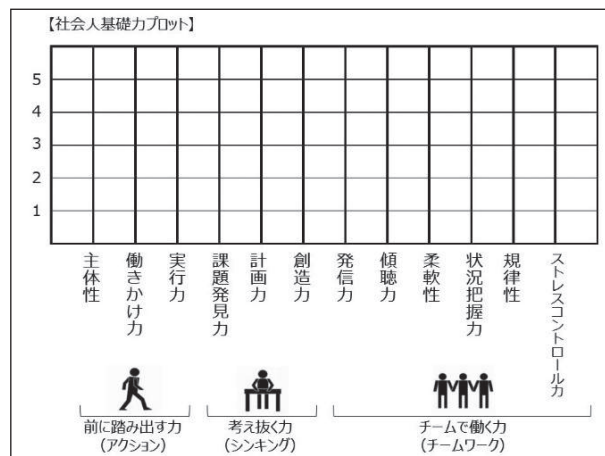 【社会人基礎力プロット】
5
4
3
2
1
主体性
働きかけ力
実行力
課題発見力
計画力
創造力
発信力
傾聴力
柔軟性
状況把握力
規律性
ストレスコントロール力
前に踏み出す力
(アクション)
考え抜く力
(シンキング)
チームで働く力
(チームワーク)